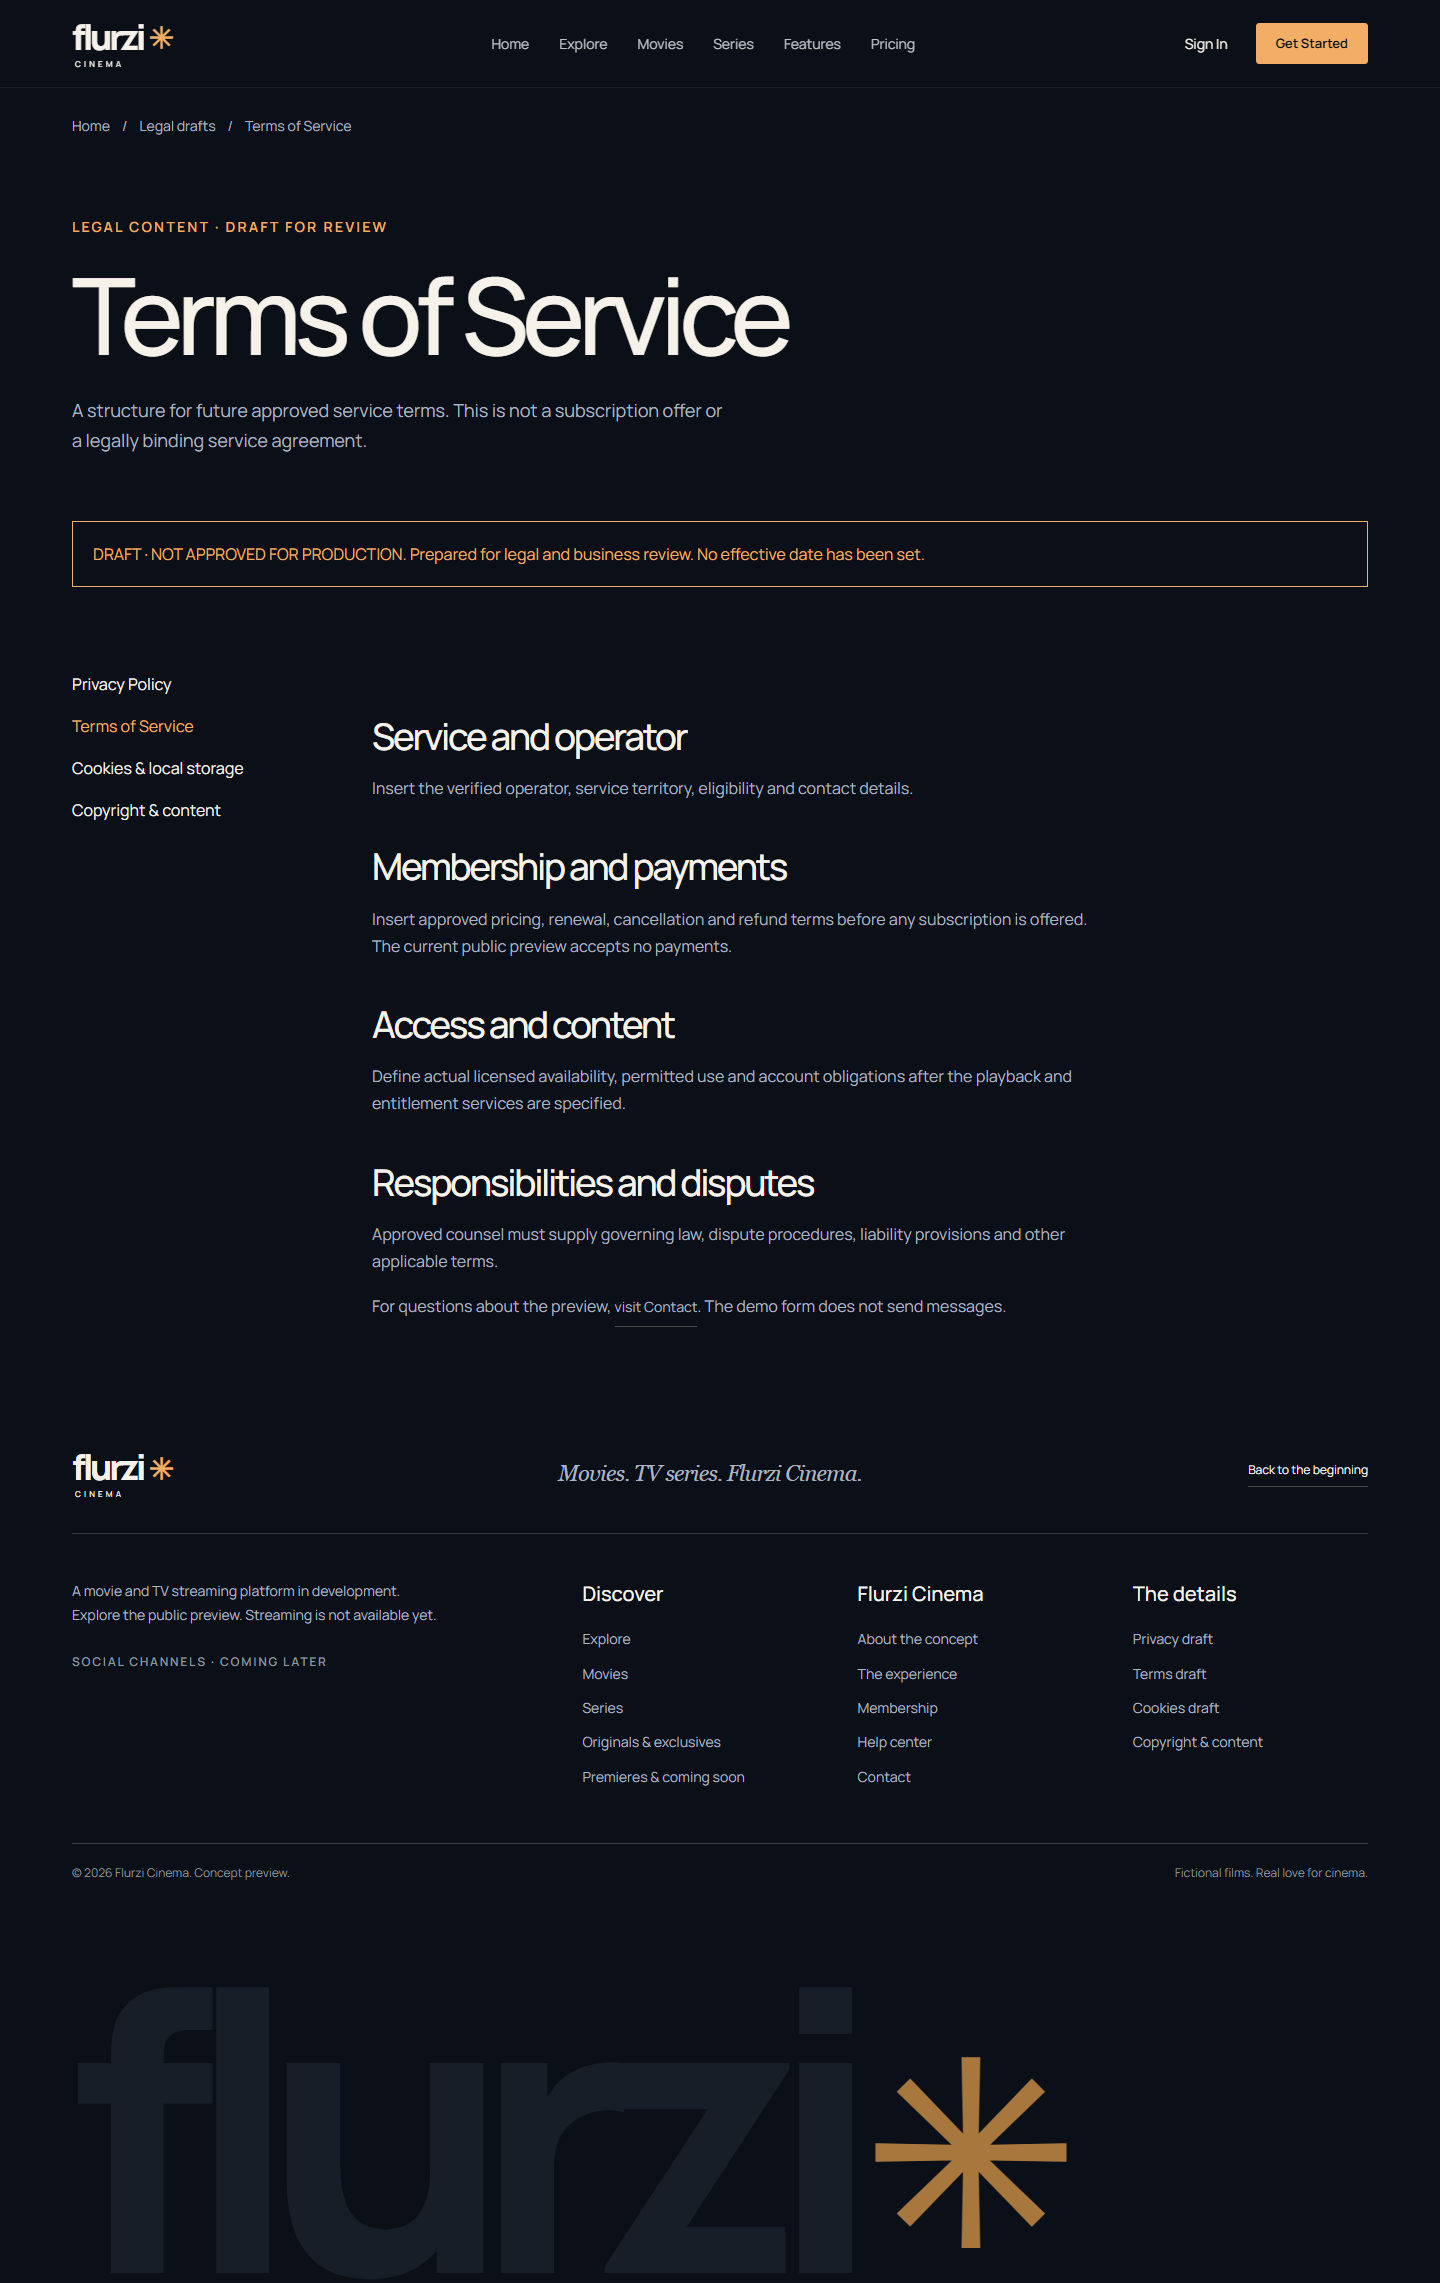 flurzi
CINEMA
Home Explore Movies Series Features Pricing
Sign In
Get Started
Home / Legal drafts / Terms of Service
LEGAL CONTENT · DRAFT FOR REVIEW
Terms of Service
A structure for future approved service terms. This is not a subscription offer or
a legally binding service agreement.
DRAFT · NOT APPROVED FOR PRODUCTION. Prepared for legal and business review. No effective date has been set.
Privacy Policy
Terms of Service
Cookies & local storage
Copyright & content
Service and operator
Insert the verified operator, service territory, eligibility and contact details.
Membership and payments
Insert approved pricing, renewal, cancellation and refund terms before any subscription is offered.
The current public preview accepts no payments.
Access and content
Define actual licensed availability, permitted use and account obligations after the playback and
entitlement services are specified.
Responsibilities and disputes
Approved counsel must supply governing law, dispute procedures, liability provisions and other
applicable terms.
For questions about the preview, visit Contact. The demo form does not send messages.
flurzi
CINEMA
Movies. TV series. Flurzi Cinema.
Back to the beginning
A movie and TV streaming platform in development.
Explore the public preview. Streaming is not available yet.
SOCIAL CHANNELS · COMING LATER
Discover
Explore
Movies
Series
Originals & exclusives
Premieres & coming soon
Flurzi Cinema
About the concept
The experience
Membership
Help center
Contact
The details
Privacy draft
Terms draft
Cookies draft
Copyright & content
© 2026 Flurzi Cinema. Concept preview.
Fictional films. Real love for cinema.
flurzi